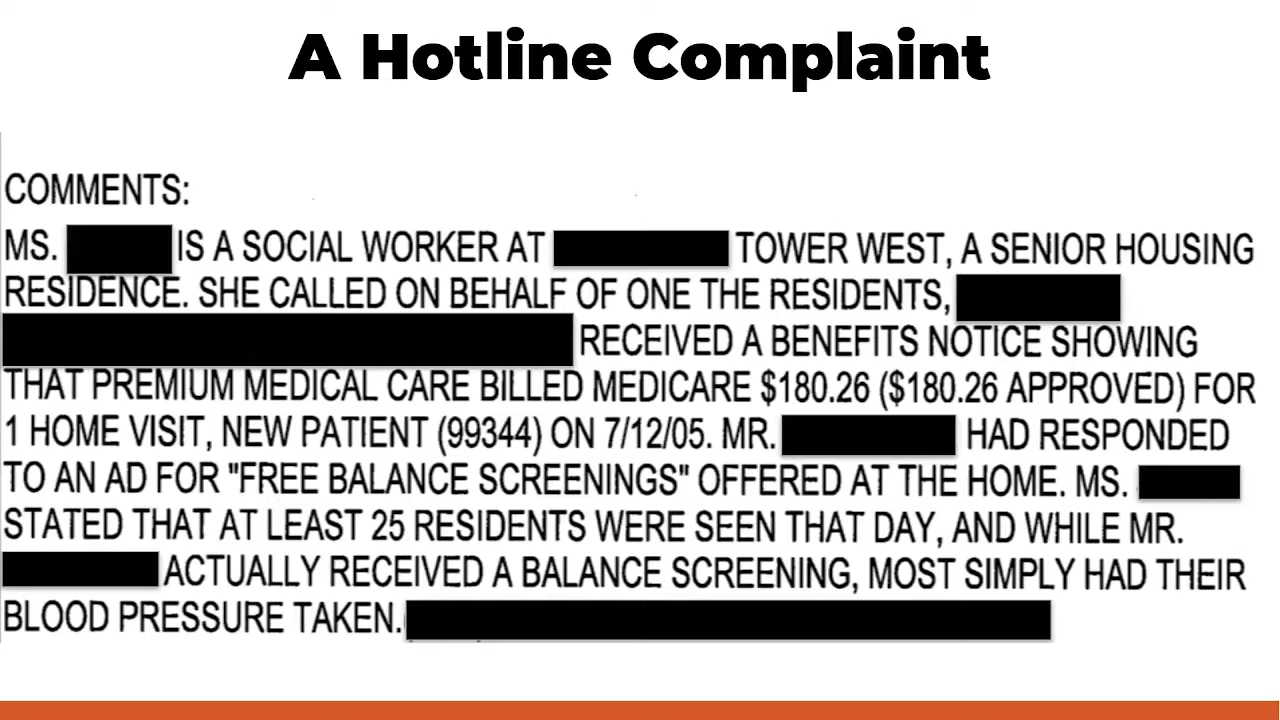 A Hotline Complaint
COMMENTS:
MS. IS A SOCIAL WORKER AT TOWER WEST, A SENIOR HOUSING
RESIDENCE. SHE CALLED ON BEHALF OF ONE THE RESIDENTS,
RECEIVED A BENEFITS NOTICE SHOWING
THAT PREMIUM MEDICAL CARE BILLED MEDICARE $180.26 ($180.26 APPROVED) FOR
1 HOME VISIT, NEW PATIENT (99344) ON 7/12/05. MR. HAD RESPONDED
TO AN AD FOR "FREE BALANCE SCREENINGS" OFFERED AT THE HOME. MS.
STATED THAT AT LEAST 25 RESIDENTS WERE SEEN THAT DAY, AND WHILE MR.
ACTUALLY RECEIVED A BALANCE SCREENING, MOST SIMPLY HAD THEIR
BLOOD PRESSURE TAKEN.